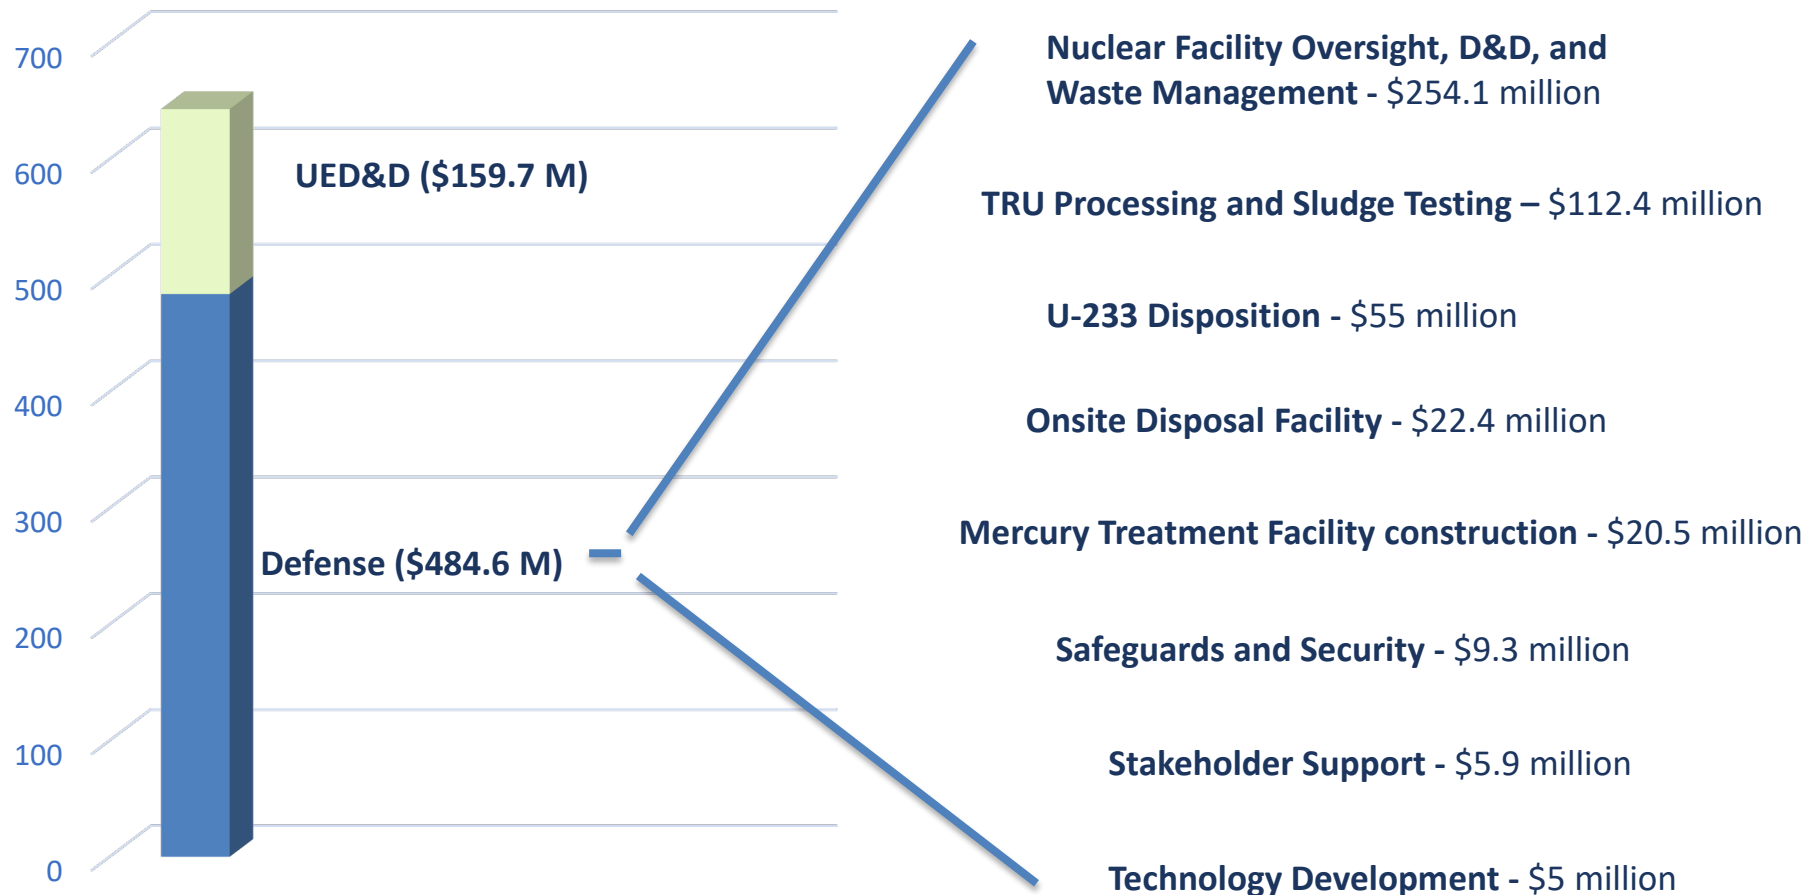 700
600
500
400
300
200
100
0
UED&D ($159.7 M)
Defense ($484.6 M)
Nuclear Facility Oversight, D&D, and
Waste Management - $254.1 million
TRU Processing and Sludge Testing – $112.4 million
U-233 Disposition - $55 million
Onsite Disposal Facility - $22.4 million
Mercury Treatment Facility construction - $20.5 million
Safeguards and Security - $9.3 million
Stakeholder Support - $5.9 million
Technology Development - $5 million